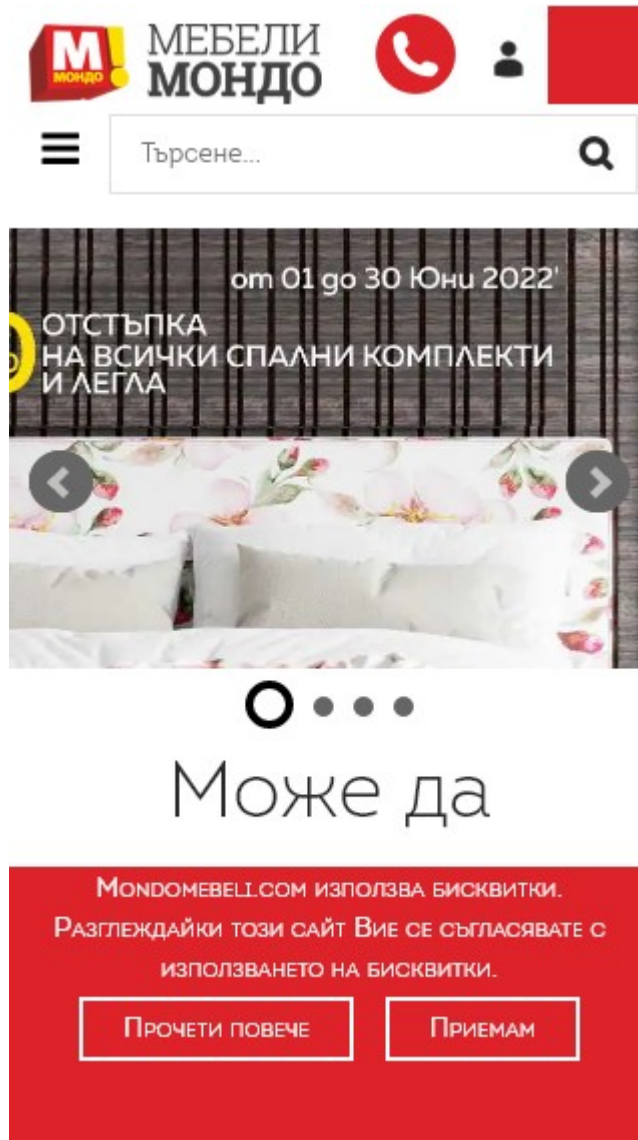 М
МОНДО
МЕБЕЛИ
МОНДО
Търсене...
от 01 до 30 Юни 2022'
ОТСТЪПКА
НА ВСИЧКИ СПАЛНИ КОМПЛЕКТИ
И ЛЕГЛА
Може да
Mondomebeli.com използва бисквитки.
Разглеждайки този сайт Вие се съгласявате с
използването на бисквитки.
Прочети повече
Приемам